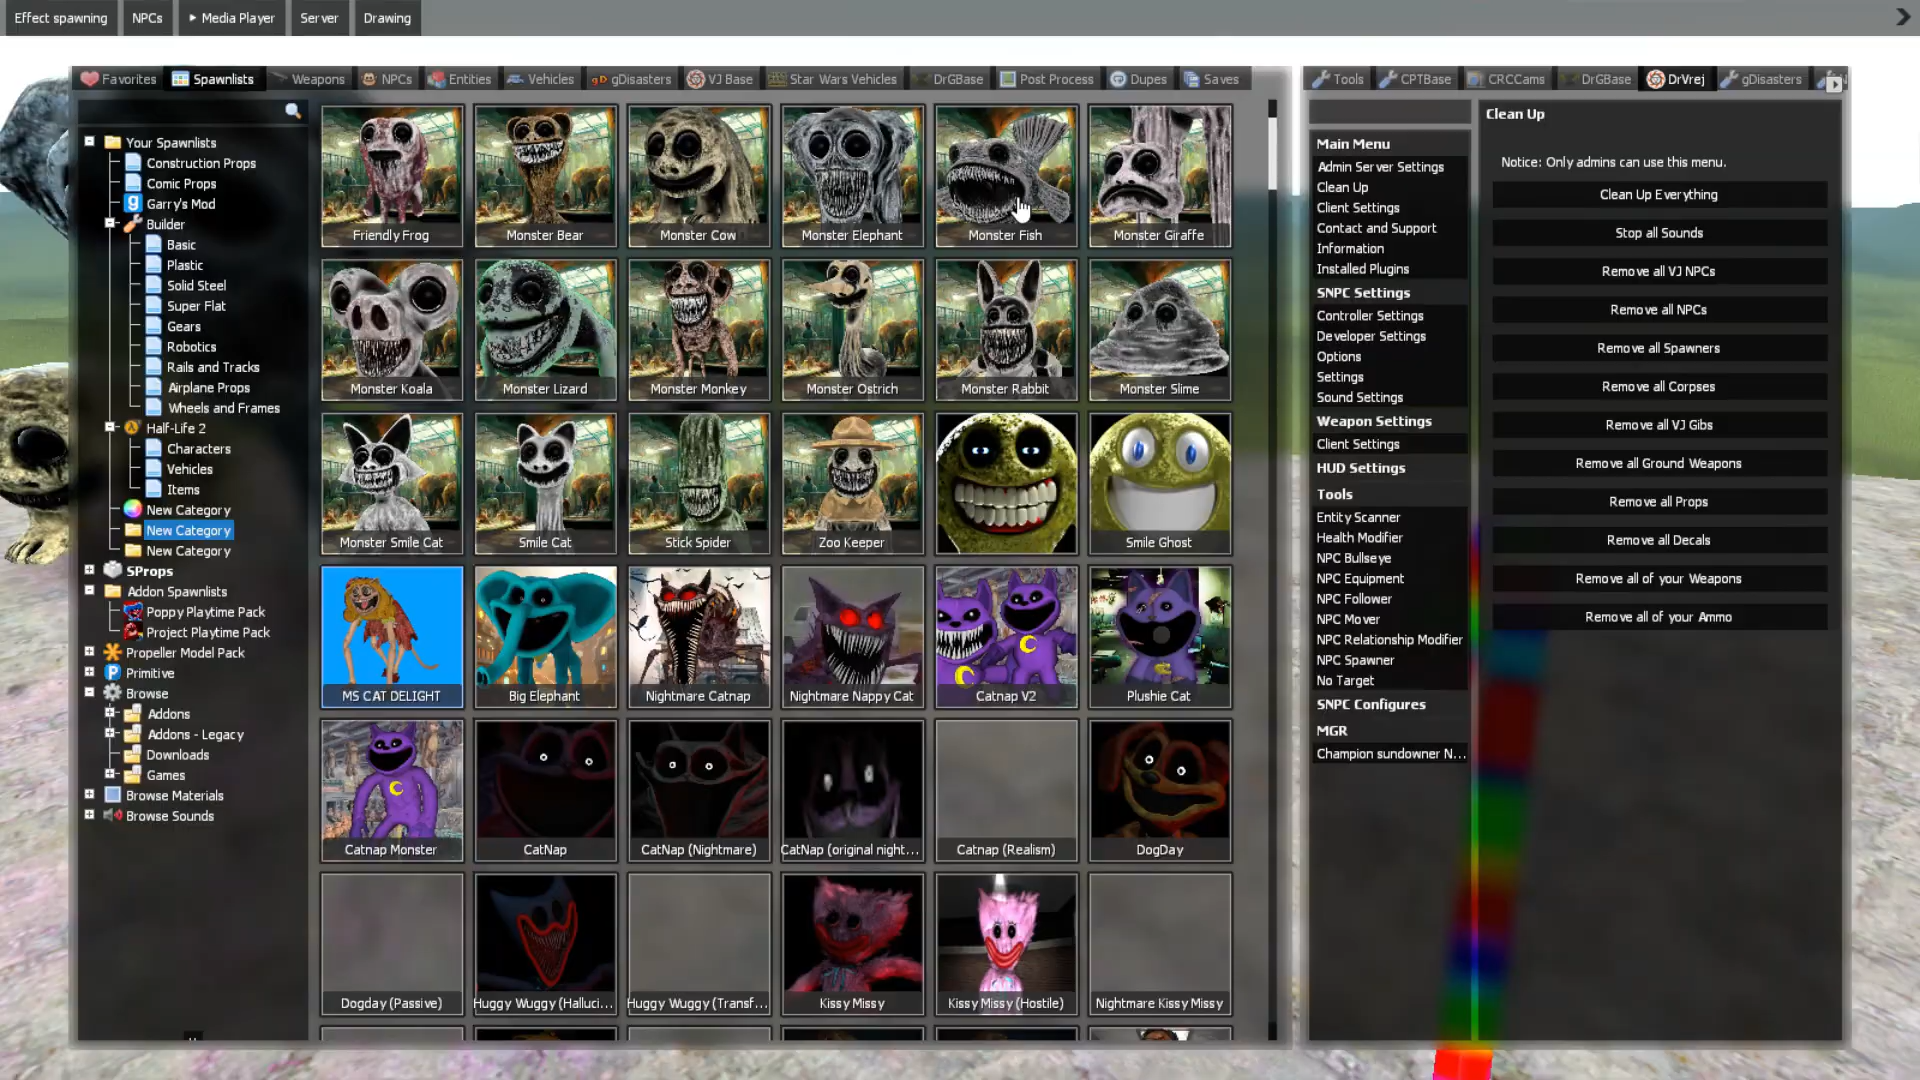 Effect spawning
NPCs
Media Player
Server
Drawing
Favorites
Spawnlists
Weapons
NPCs
Entities
Vehicles
gDisasters
VJ Base
Star Wars Vehicles
DrGBase
Post Process
Dupes
Saves
Tools
CPTBase
CRCCams
DrGBase
DrVrej
gDisasters
Your Spawnlists
Construction Props
Comic Props
Garry's Mod
Builder
Basic
Plastic
Solid Steel
Super Flat
Gears
Robotics
Rails and Tracks
Airplane Props
Wheels and Frames
Half-Life 2
Characters
Vehicles
Items
New Category
New Category
New Category
SProps
Addon Spawnlists
Poppy Playtime Pack
Project Playtime Pack
Propeller Model Pack
Primitive
Browse
Addons
Addons - Legacy
Downloads
Games
Browse Materials
Browse Sounds
Friendly Frog
Monster Bear
Monster Cow
Monster Elephant
Monster Fish
Monster Giraffe
Monster Koala
Monster Lizard
Monster Monkey
Monster Ostrich
Monster Rabbit
Monster Slime
Monster Smile Cat
Smile Cat
Stick Spider
Zoo Keeper
Smile Ghost
MS CAT DELIGHT
Big Elephant
Nightmare Catnap
Nightmare Nappy Cat
Catnap V2
Plushie Cat
Catnap Monster
CatNap
CatNap (Nightmare)
CatNap (original night...
Catnap (Realism)
DogDay
Dogday (Passive)
Huggy Wuggy (Halluci...
Huggy Wuggy (Transf...
Kissy Missy
Kissy Missy (Hostile)
Nightmare Kissy Missy
Main Menu
Admin Server Settings
Clean Up
Client Settings
Contact and Support
Information
Installed Plugins
SNPC Settings
Controller Settings
Developer Settings
Options
Settings
Sound Settings
Weapon Settings
Client Settings
HUD Settings
Tools
Entity Scanner
Health Modifier
NPC Bullseye
NPC Equipment
NPC Follower
NPC Mover
NPC Relationship Modifier
NPC Spawner
No Target
SNPC Configures
MGR
Champion sundowner N...
Clean Up
Notice: Only admins can use this menu.
Clean Up Everything
Stop all Sounds
Remove all VJ NPCs
Remove all NPCs
Remove all Spawners
Remove all Corpses
Remove all VJ Gibs
Remove all Ground Weapons
Remove all Props
Remove all Decals
Remove all of your Weapons
Remove all of your Ammo